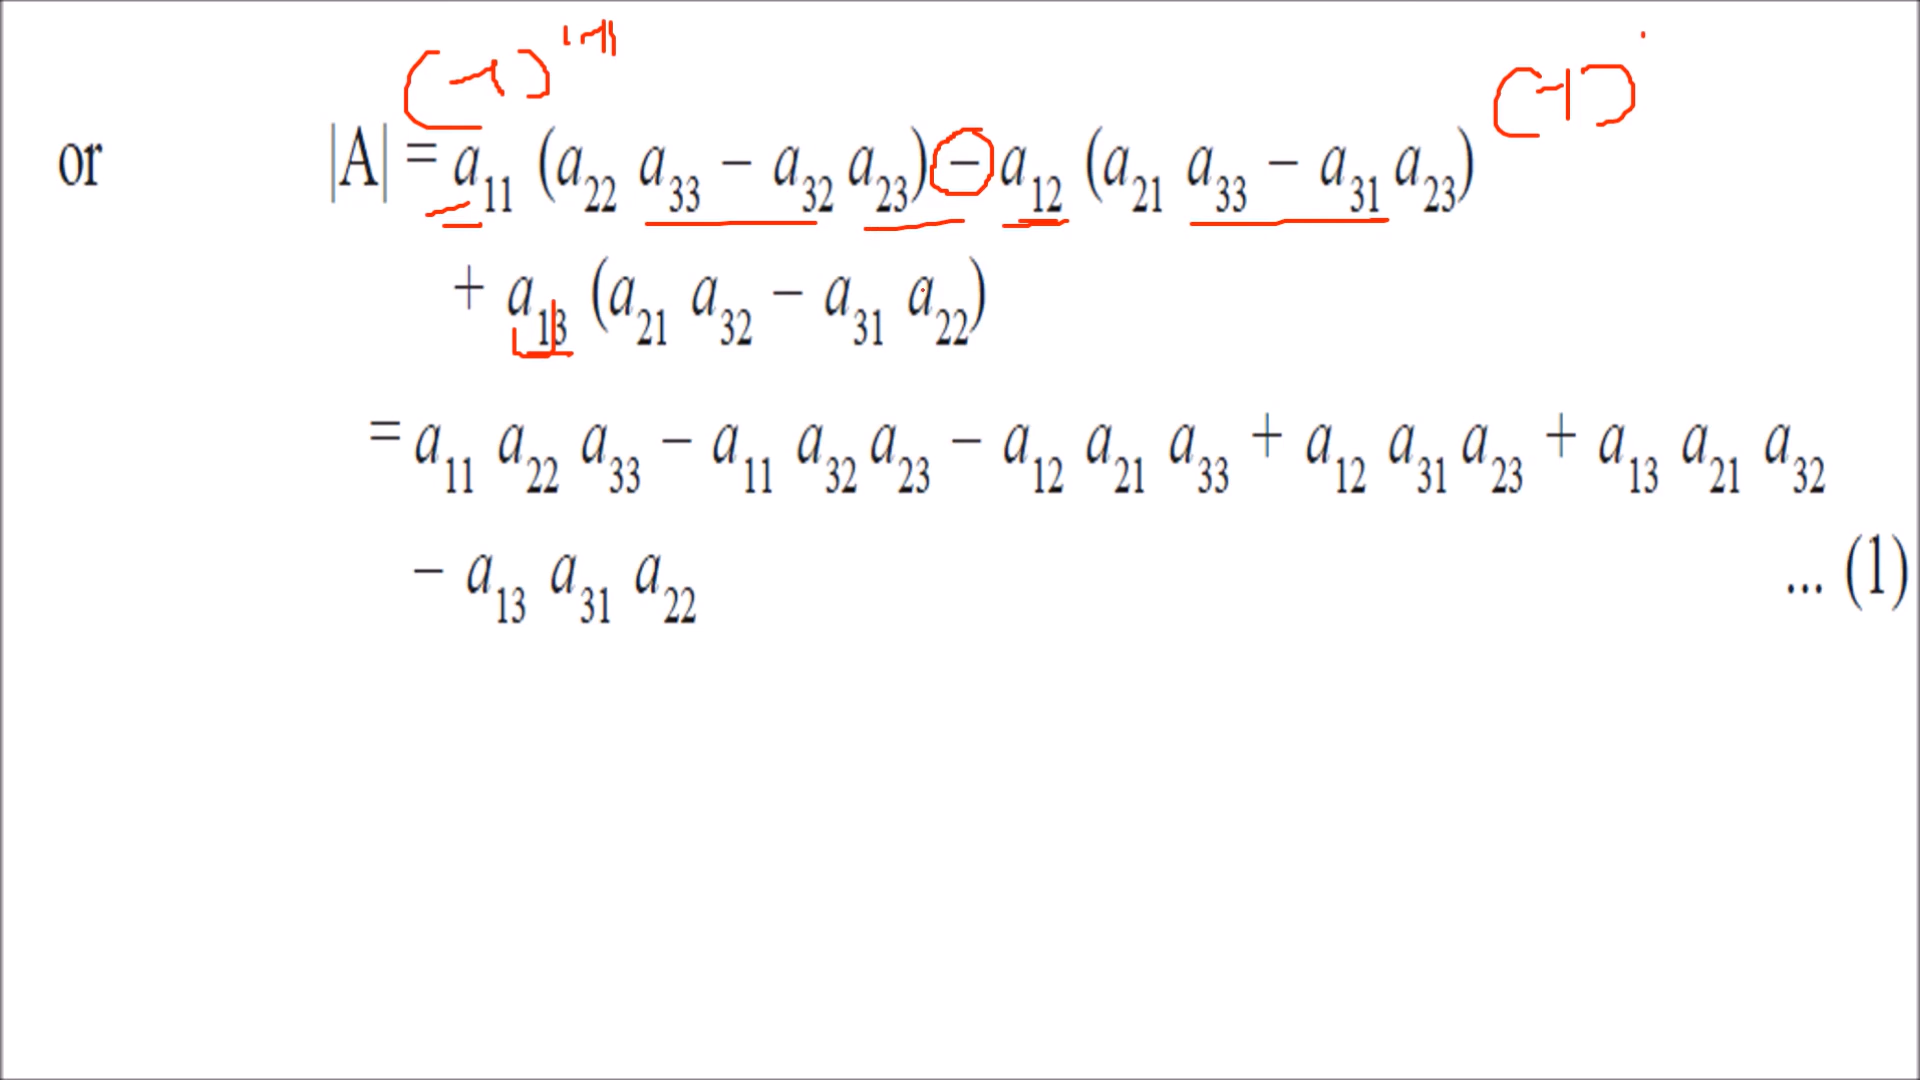 (-1)¹⁺¹
(-1)
or |A| = a₁₁ (a₂₂ a₃₃ − a₃₂ a₂₃) − a₁₂ (a₂₁ a₃₃ − a₃₁ a₂₃)
+ a₁₃ (a₂₁ a₃₂ − a₃₁ a₂₂)
= a₁₁ a₂₂ a₃₃ − a₁₁ a₃₂ a₂₃ − a₁₂ a₂₁ a₃₃ + a₁₂ a₃₁ a₂₃ + a₁₃ a₂₁ a₃₂
− a₁₃ a₃₁ a₂₂ ... (1)